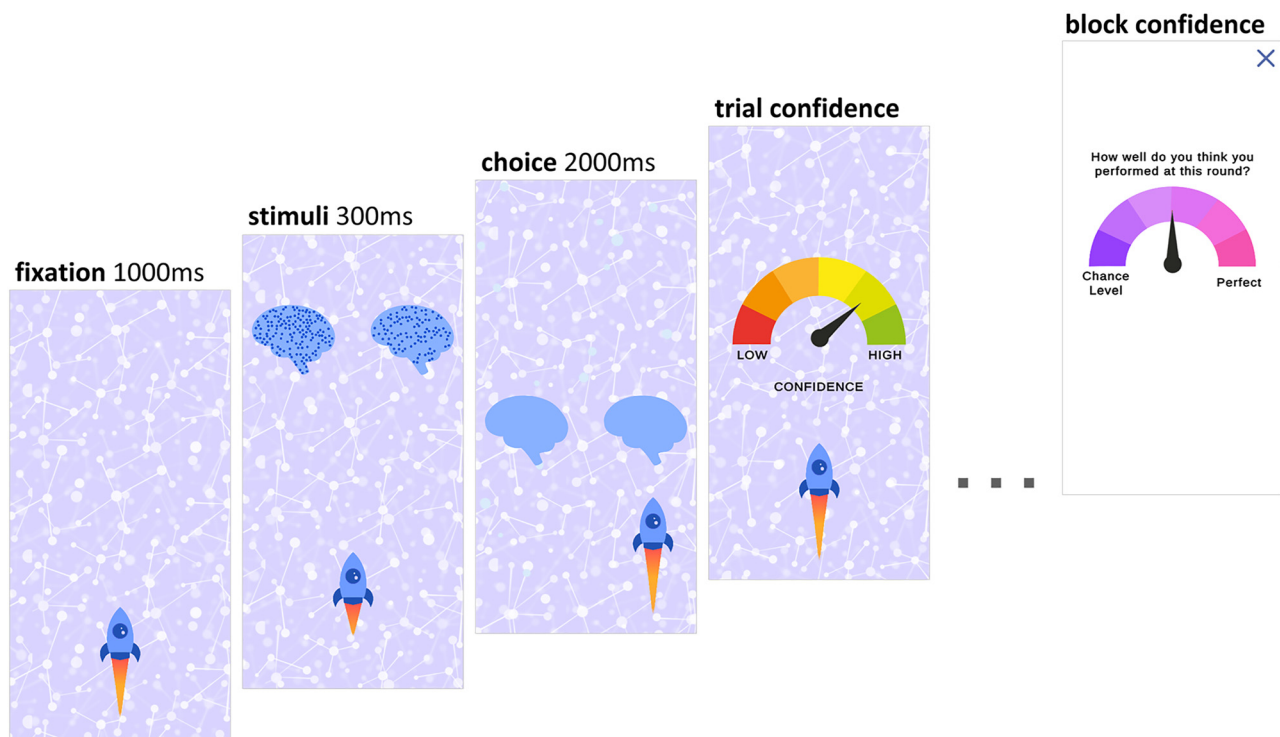 fixation 1000ms
stimuli 300ms
choice 2000ms
trial confidence
LOW
HIGH
CONFIDENCE
block confidence
How well do you think you
performed at this round?
Chance
Level
Perfect